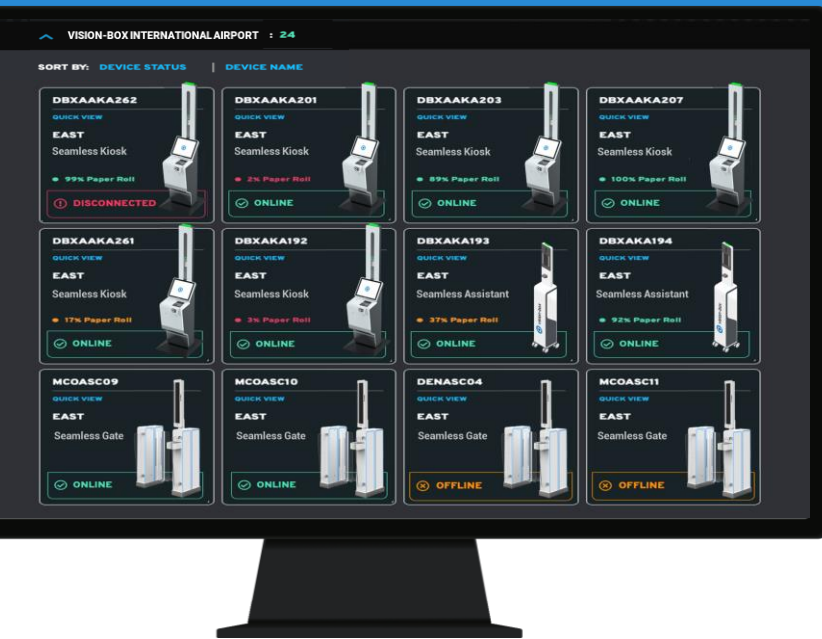 VISION-BOX INTERNATIONAL AIRPORT : 24
SORT BY: DEVICE STATUS | DEVICE NAME
DBXAAKA262
QUICK VIEW
EAST
Seamless Kiosk
99% Paper Roll
DISCONNECTED
DBXAAKA201
QUICK VIEW
EAST
Seamless Kiosk
2% Paper Roll
ONLINE
DBXAAKA203
QUICK VIEW
EAST
Seamless Kiosk
89% Paper Roll
ONLINE
DBXAAKA207
QUICK VIEW
EAST
Seamless Kiosk
100% Paper Roll
ONLINE
DBXAAKA261
QUICK VIEW
EAST
Seamless Kiosk
17% Paper Roll
ONLINE
DBXAKA192
QUICK VIEW
EAST
Seamless Kiosk
3% Paper Roll
ONLINE
DBXAKA193
QUICK VIEW
EAST
Seamless Assistant
37% Paper Roll
ONLINE
vision-box
DBXAKA194
QUICK VIEW
EAST
Seamless Assistant
92% Paper Roll
ONLINE
vision-box
MCOASC09
QUICK VIEW
EAST
Seamless Gate
ONLINE
MCOASC10
QUICK VIEW
EAST
Seamless Gate
ONLINE
DENASC04
QUICK VIEW
EAST
Seamless Gate
OFFLINE
MCOASC11
QUICK VIEW
EAST
Seamless Gate
OFFLINE